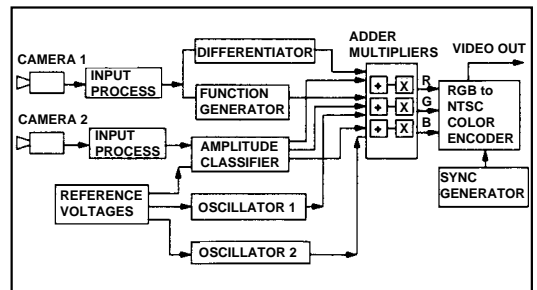 CAMERA 1
INPUT
PROCESS
DIFFERENTIATOR
FUNCTION
GENERATOR
CAMERA 2
INPUT
PROCESS
AMPLITUDE
CLASSIFIER
REFERENCE
VOLTAGES
OSCILLATOR 1
OSCILLATOR 2
ADDER
MULTIPLIERS
+ X R
+ X G
+ X B
VIDEO OUT
RGB to
NTSC
COLOR
ENCODER
SYNC
GENERATOR